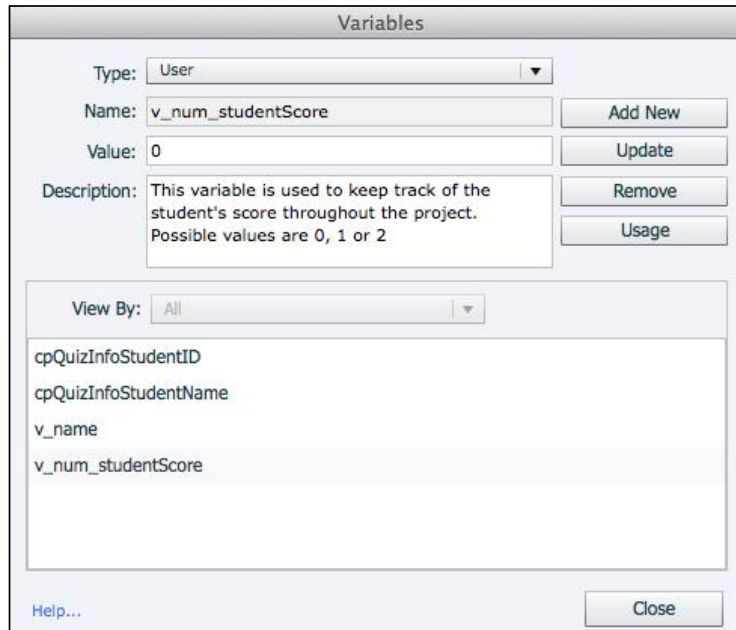 Variables
Type: User
Name: v_num_studentScore Add New
Value: 0 Update
Description: This variable is used to keep track of the Remove
student's score throughout the project.
Possible values are 0, 1 or 2 Usage
View By: All
cpQuizInfoStudentID
cpQuizInfoStudentName
v_name
v_num_studentScore
Help... Close